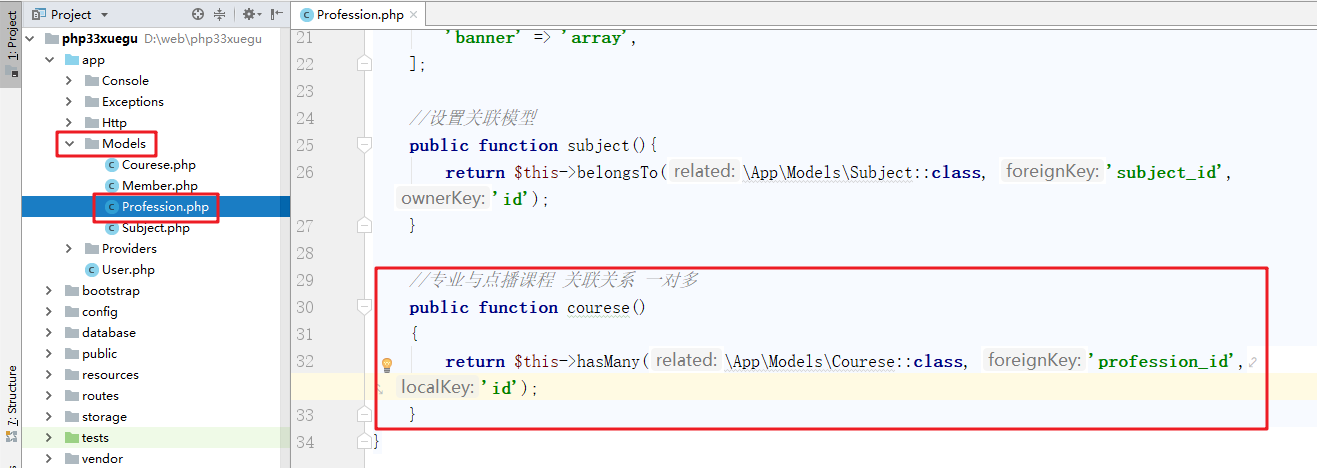 Project
Profession.php
1: Project
7: Structure
php33xuegu D:\web\php33xuegu
app
Console
Exceptions
Http
Models
Courese.php
Member.php
Profession.php
Subject.php
Providers
User.php
bootstrap
config
database
public
resources
routes
storage
tests
vendor
21 'banner' => 'array',
22 ];
23
24 //设置关联模型
25 public function subject(){
26 return $this->belongsTo( related: \App\Models\Subject::class, foreignKey: 'subject_id',
ownerKey: 'id');
27 }
28
29 //专业与点播课程 关联关系 一对多
30 public function courese()
31 {
32 return $this->hasMany( related: \App\Models\Courese::class, foreignKey: 'profession_id',
localKey: 'id');
33 }
34 }